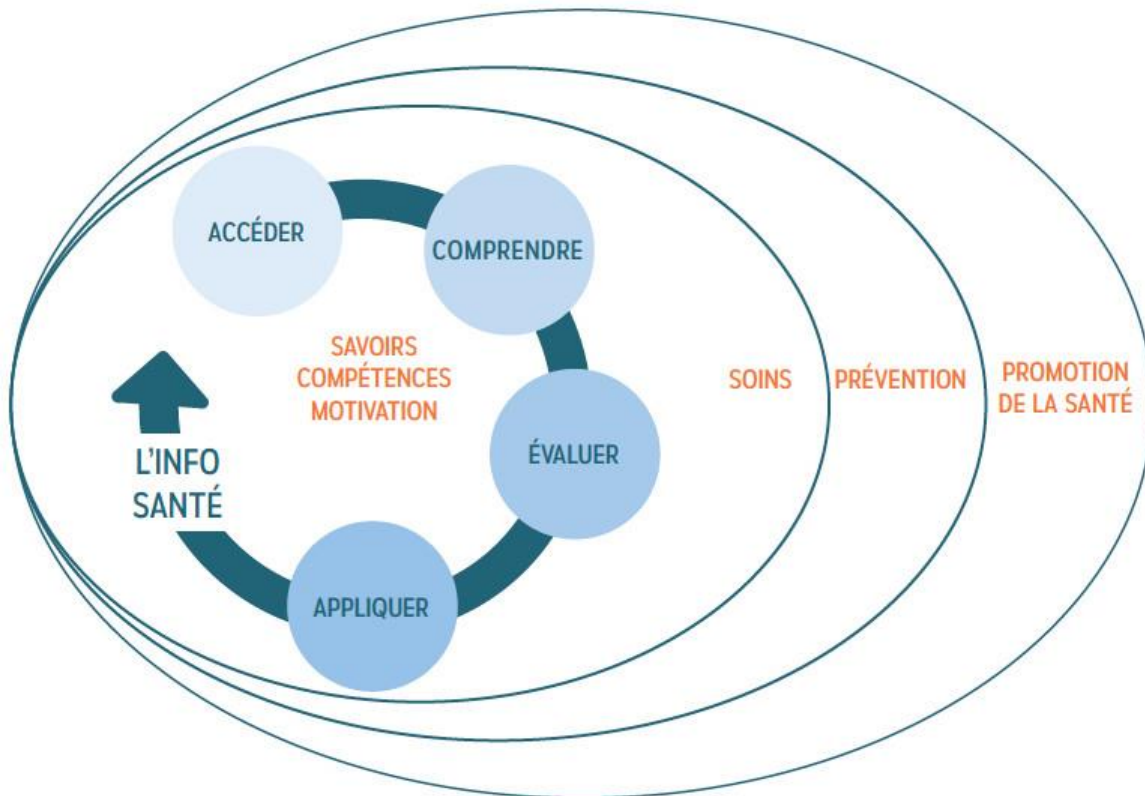 ACCÉDER
COMPRENDRE
SAVOIRS
COMPÉTENCES
MOTIVATION
SOINS
PRÉVENTION
PROMOTION
DE LA SANTÉ
L'INFO
SANTÉ
ÉVALUER
APPLIQUER